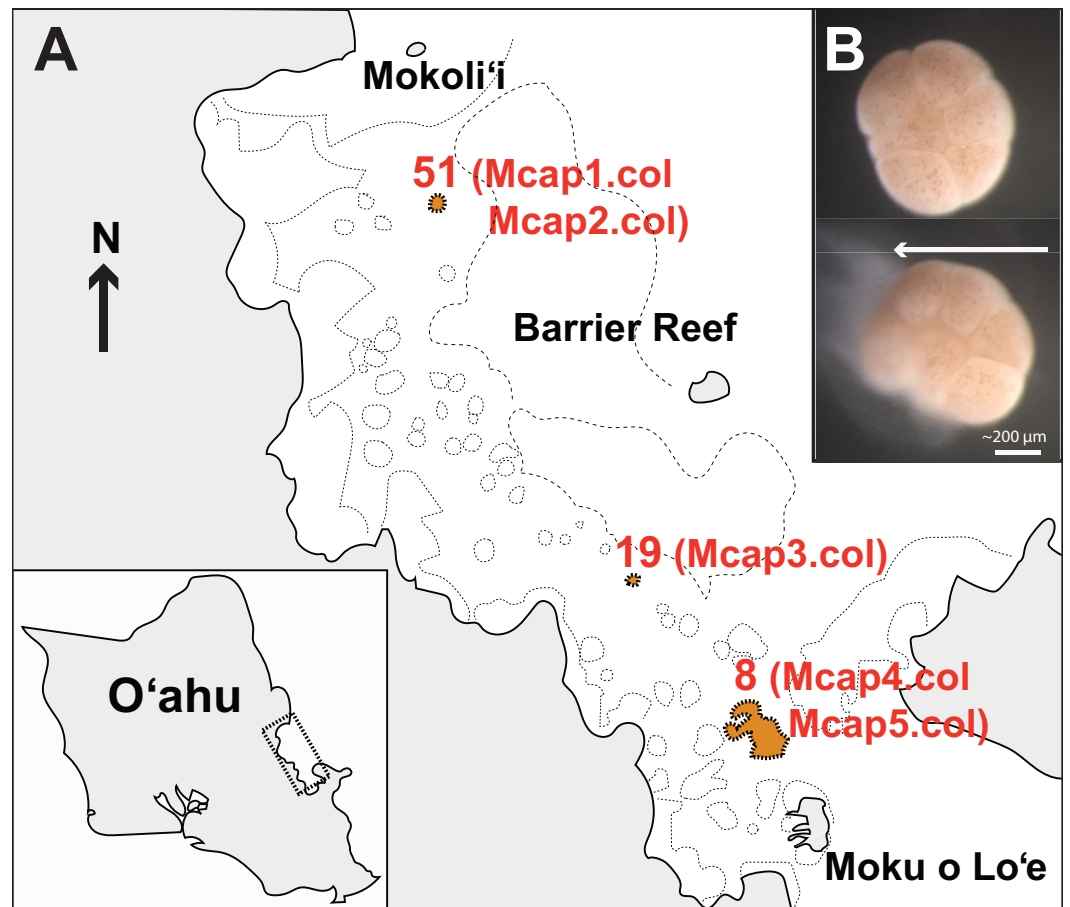 A
Mokoli‘i
51 (Mcap1.col
Mcap2.col)
N
Barrier Reef
19 (Mcap3.col)
8 (Mcap4.col
Mcap5.col)
Moku o Lo‘e
O‘ahu
B
~200 µm